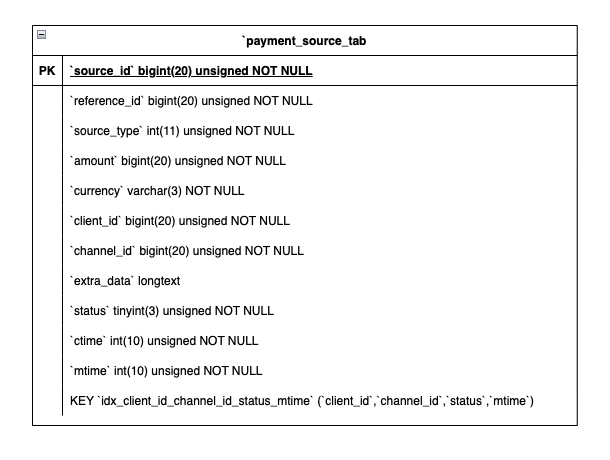 `payment_source_tab
PK `source_id` bigint(20) unsigned NOT NULL
`reference_id` bigint(20) unsigned NOT NULL
`source_type` int(11) unsigned NOT NULL
`amount` bigint(20) unsigned NOT NULL
`currency` varchar(3) NOT NULL
`client_id` bigint(20) unsigned NOT NULL
`channel_id` bigint(20) unsigned NOT NULL
`extra_data` longtext
`status` tinyint(3) unsigned NOT NULL
`ctime` int(10) unsigned NOT NULL
`mtime` int(10) unsigned NOT NULL
KEY `idx_client_id_channel_id_status_mtime` (`client_id`,`channel_id`,`status`,`mtime`)